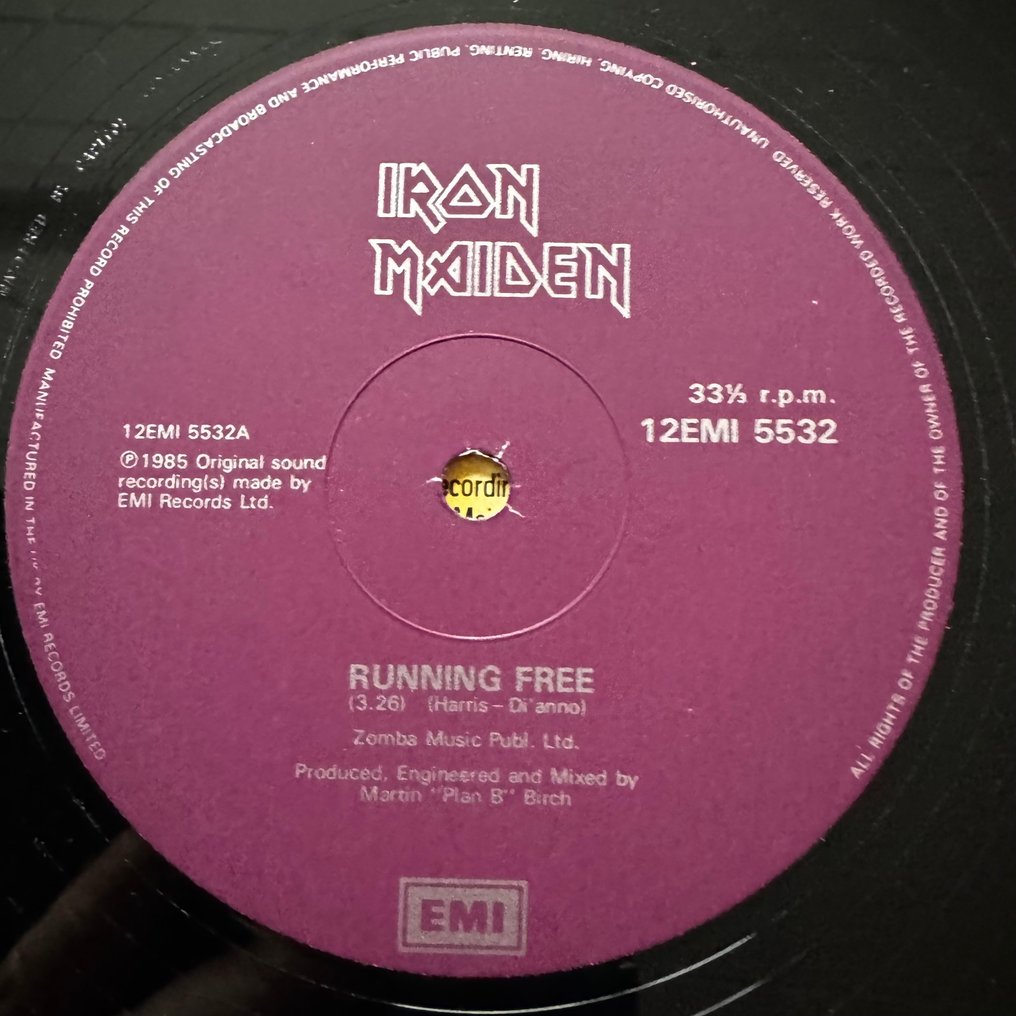 IRON
MAIDEN
33⅓ r.p.m.
12EMI 5532
12EMI 5532A
℗1985 Original sound
recording(s) made by
EMI Records Ltd.
ecordin
RUNNING FREE
(3.26) (Harris – Di'anno)
Zomba Music Publ. Ltd.
Produced, Engineered and Mixed by
Martin "Plan B" Birch
EMI
ALL RIGHTS OF THE PRODUCER AND OF THE OWNER OF THE RECORDED WORK RESERVED. UNAUTHORISED COPYING, HIRING, RENTING, PUBLIC PERFORMANCE AND BROADCASTING OF THIS RECORD PROHIBITED MANUFACTURED IN THE UK BY EMI RECORDS LIMITED